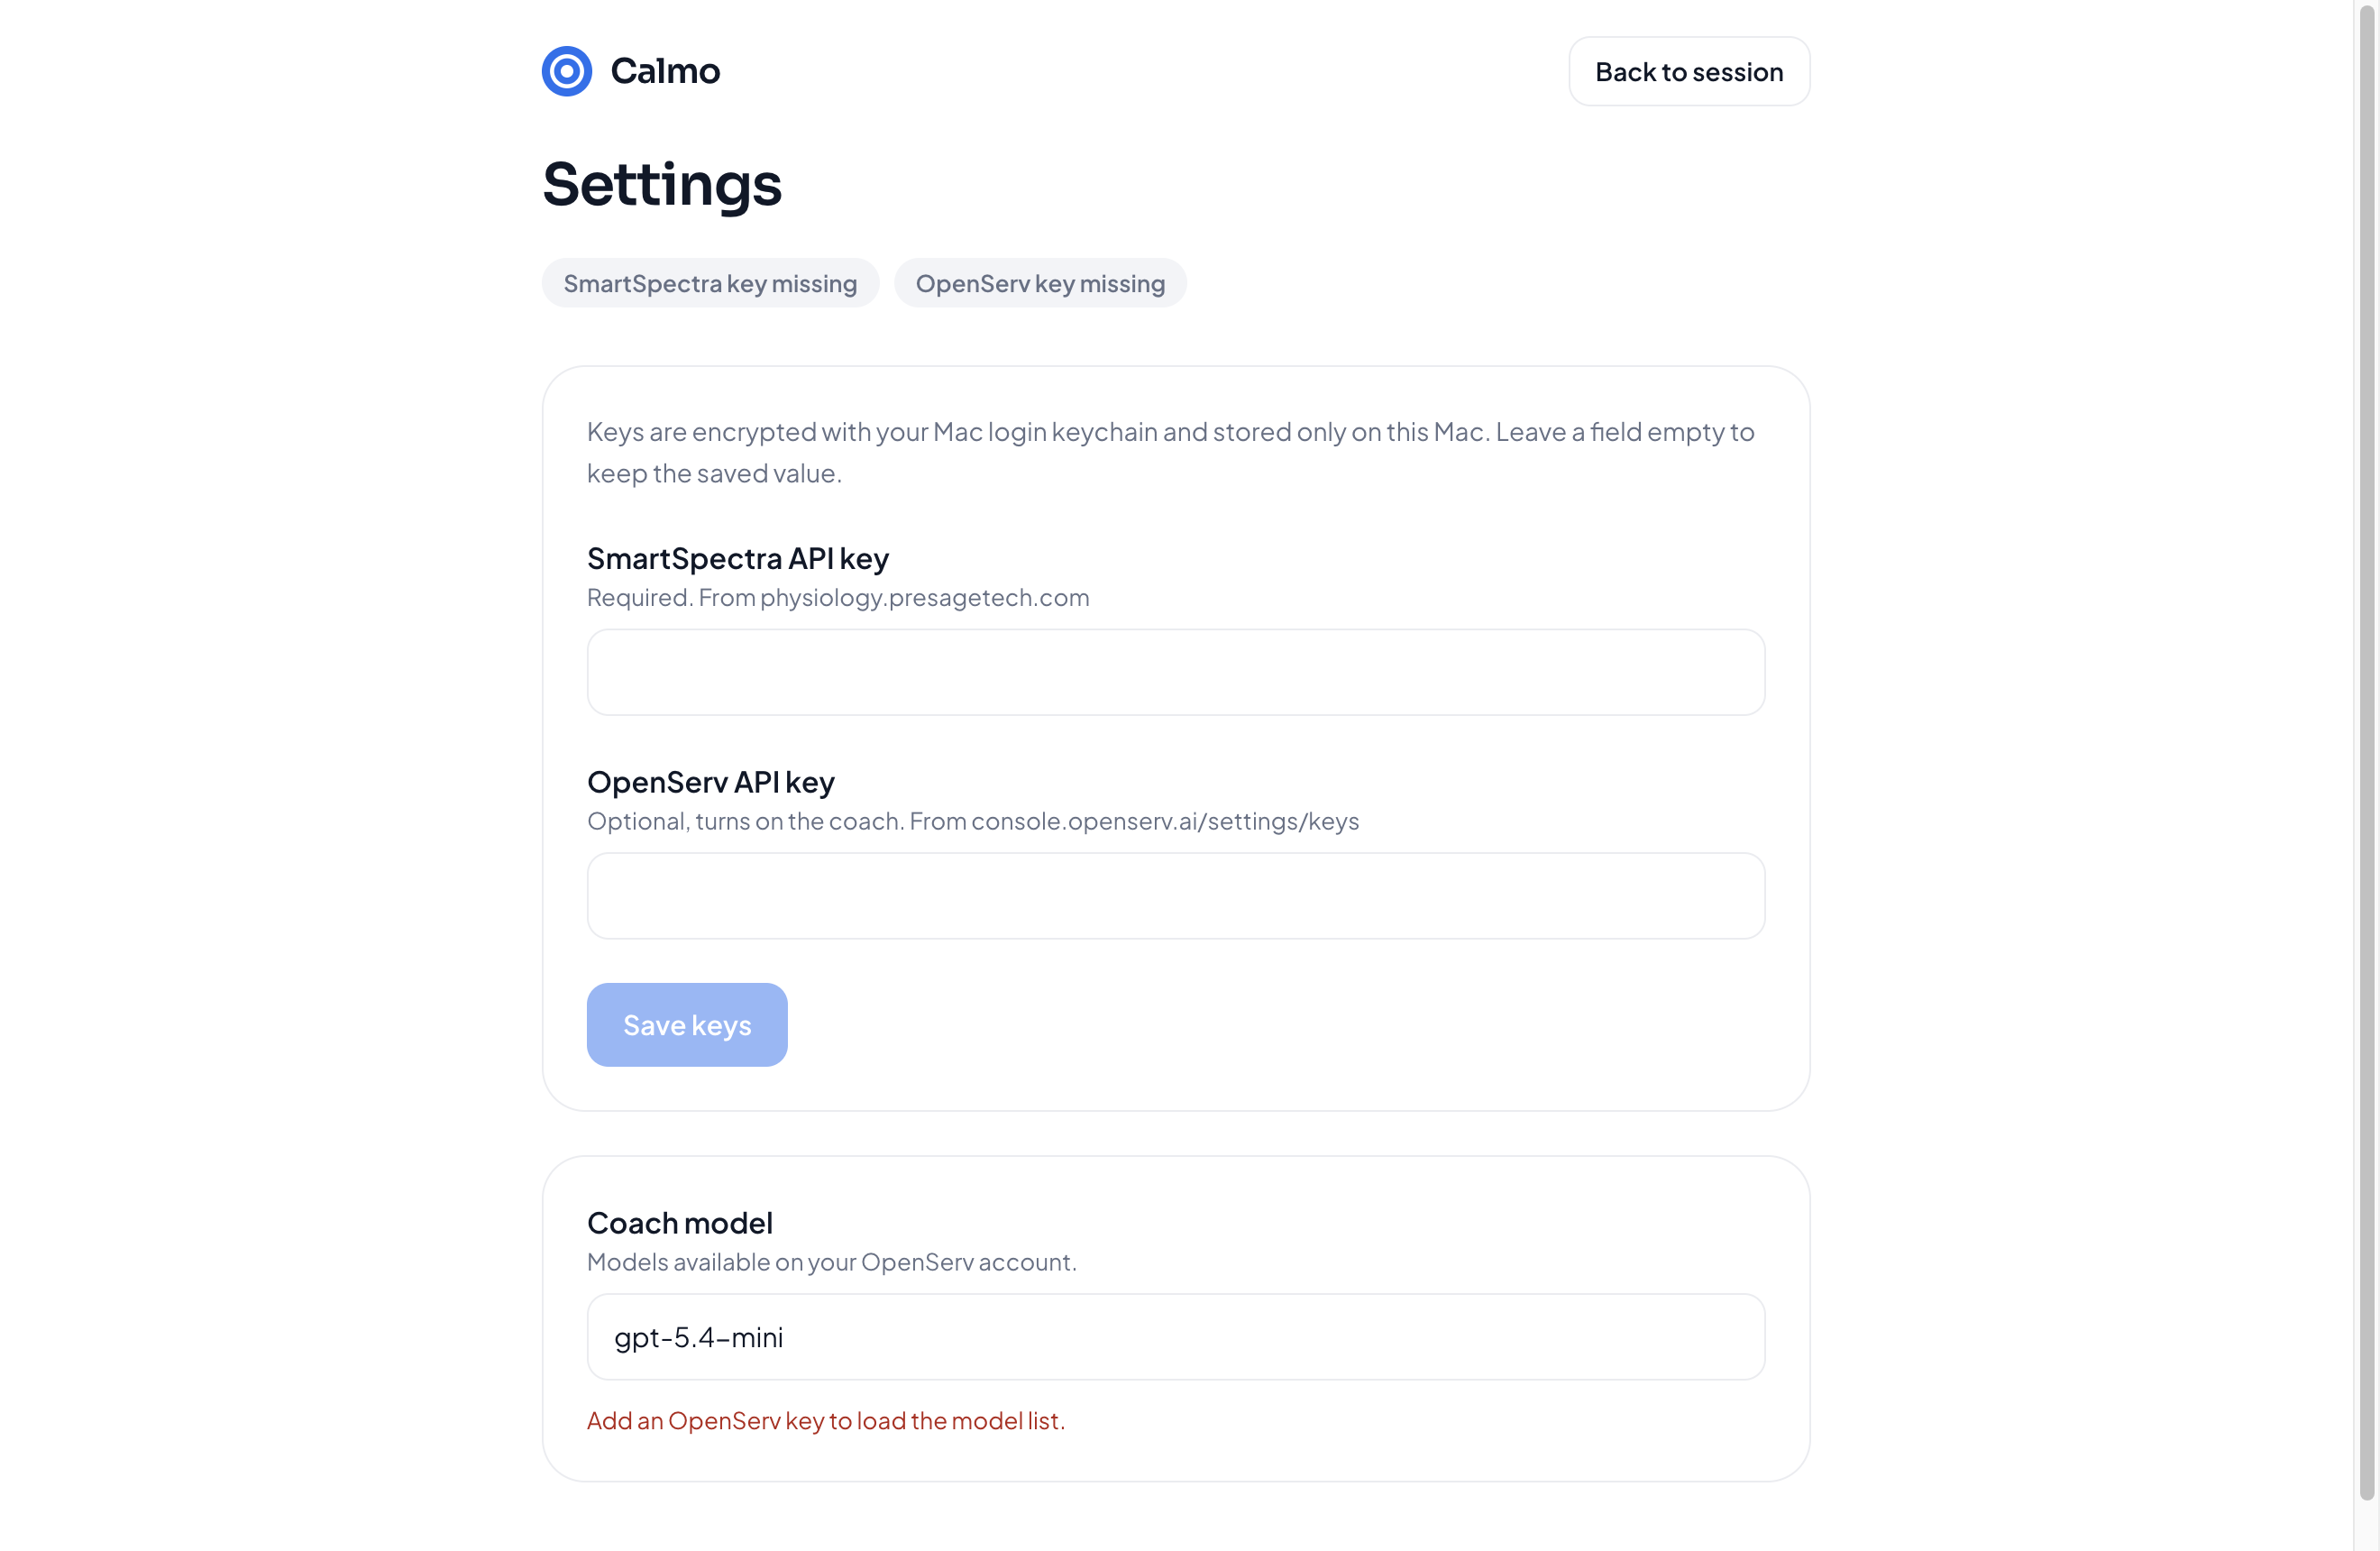 Calmo
Back to session
Settings
SmartSpectra key missing
OpenServ key missing
Keys are encrypted with your Mac login keychain and stored only on this Mac. Leave a field empty to
keep the saved value.
SmartSpectra API key
Required. From physiology.presagetech.com
OpenServ API key
Optional, turns on the coach. From console.openserv.ai/settings/keys
Save keys
Coach model
Models available on your OpenServ account.
gpt-5.4-mini
Add an OpenServ key to load the model list.